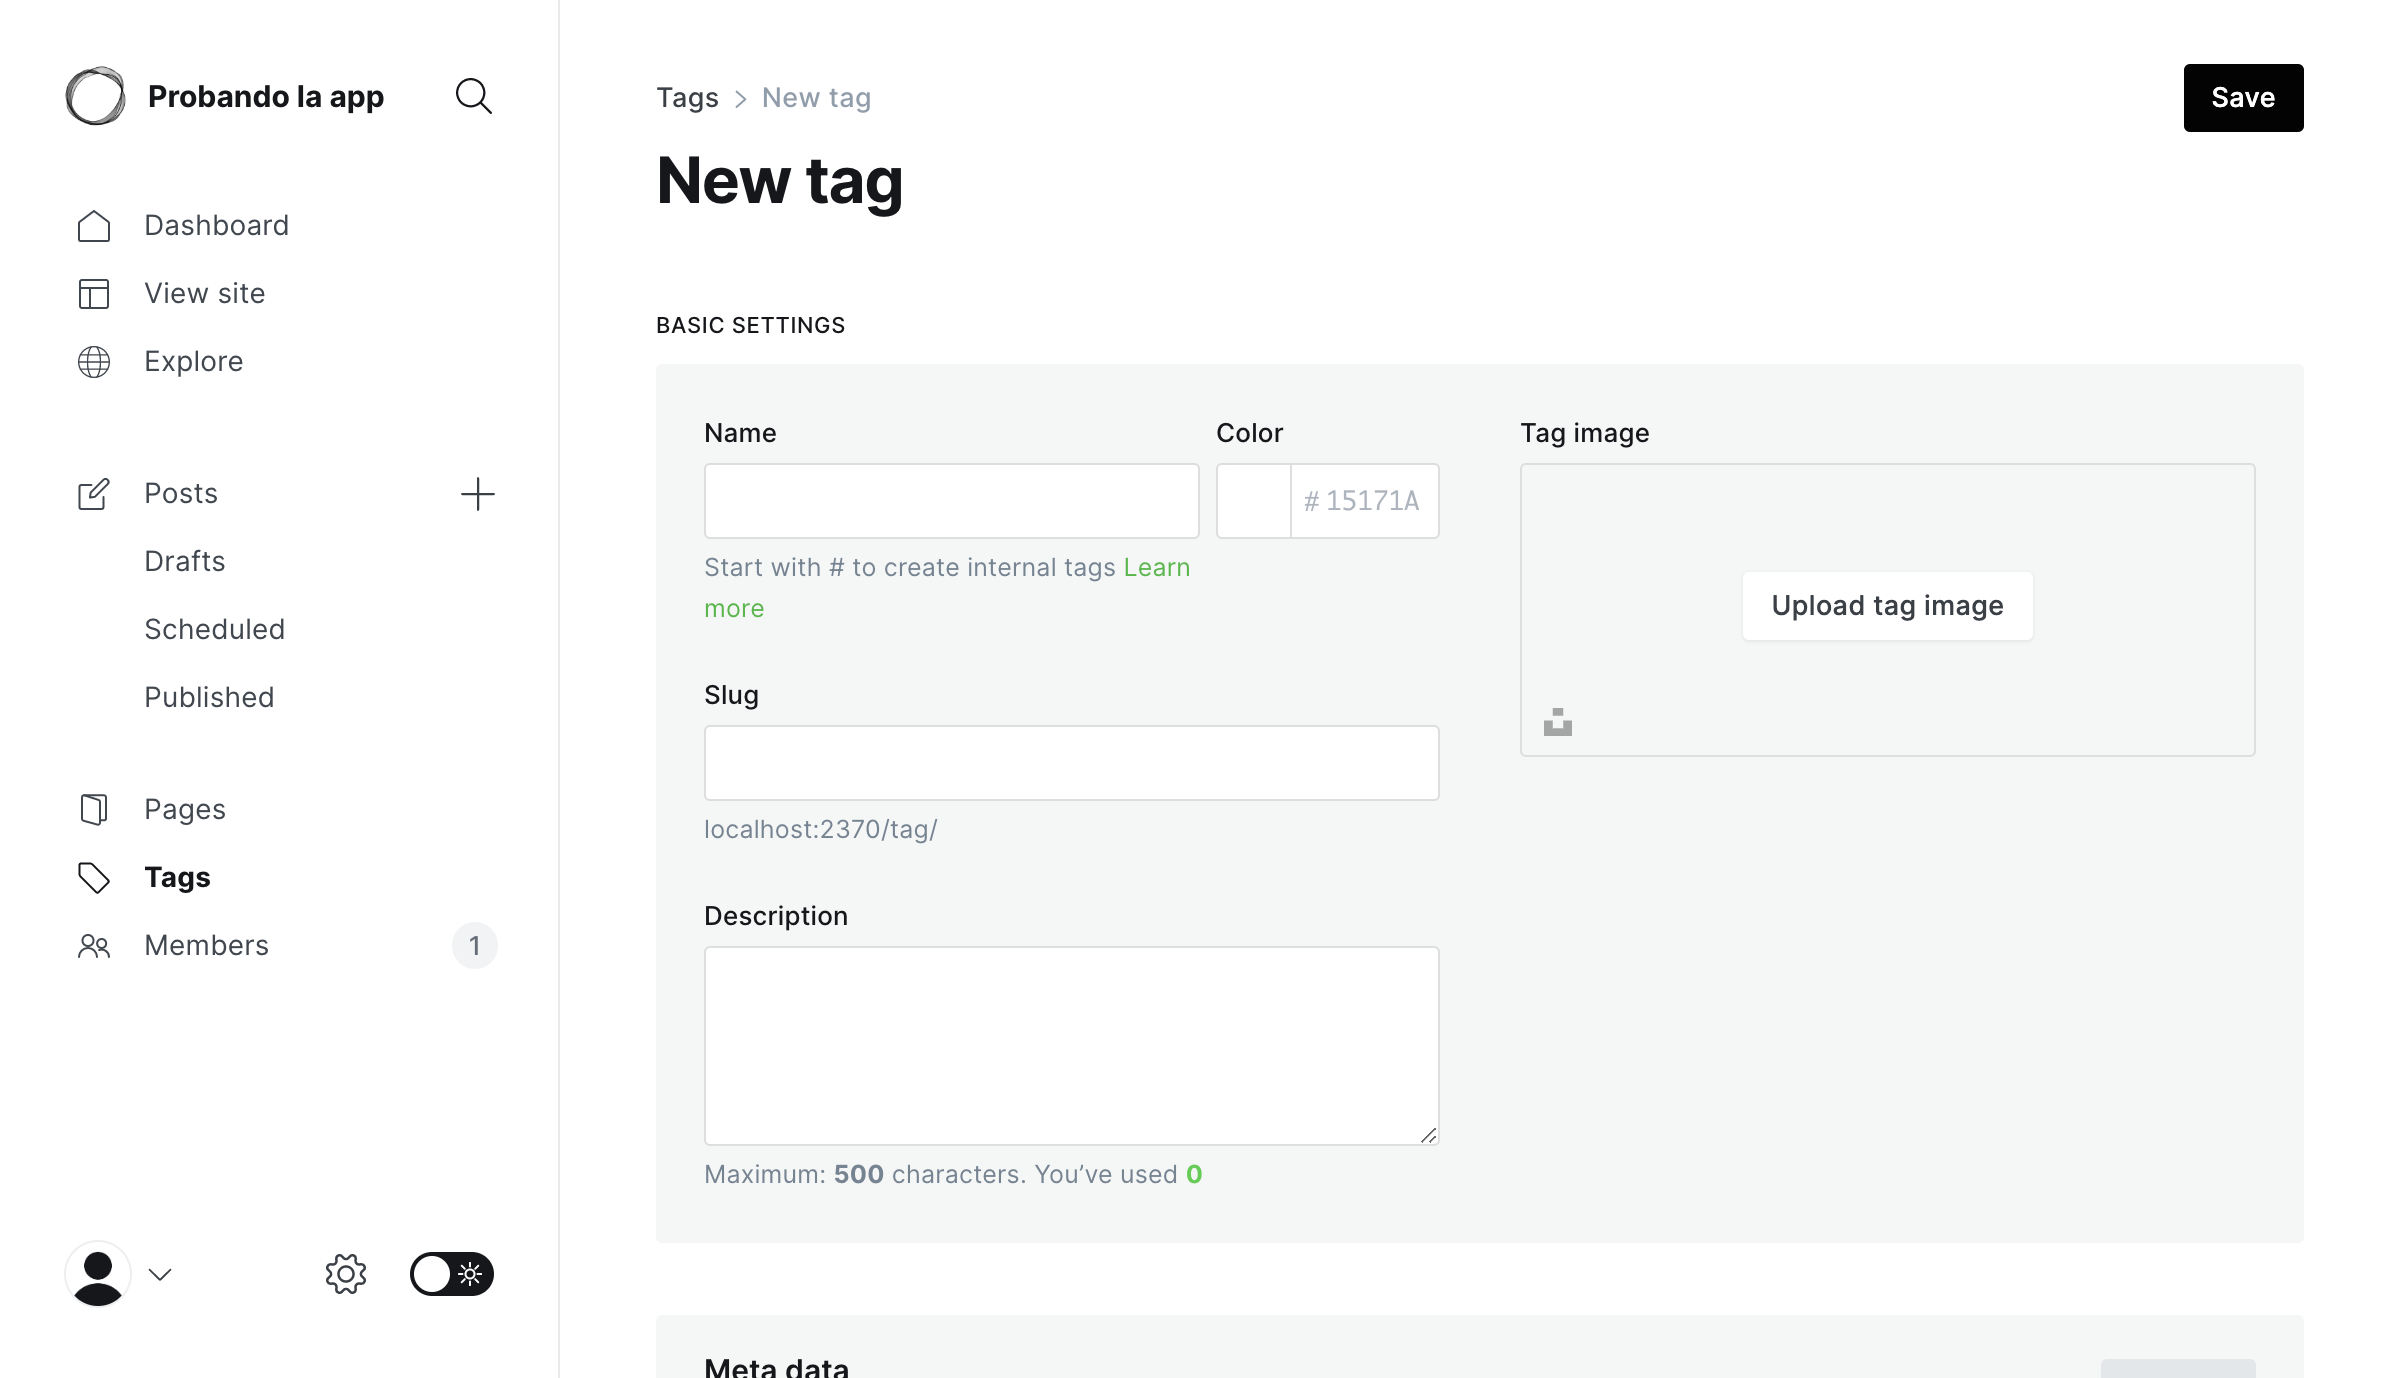 Probando la app
Dashboard
View site
Explore
Posts
Drafts
Scheduled
Published
Pages
Tags
Members 1
Tags > New tag
Save
New tag
BASIC SETTINGS
Name
Start with # to create internal tags Learn
more
Color
# 15171A
Slug
localhost:2370/tag/
Description
Maximum: 500 characters. You’ve used 0
Tag image
Upload tag image
Meta data